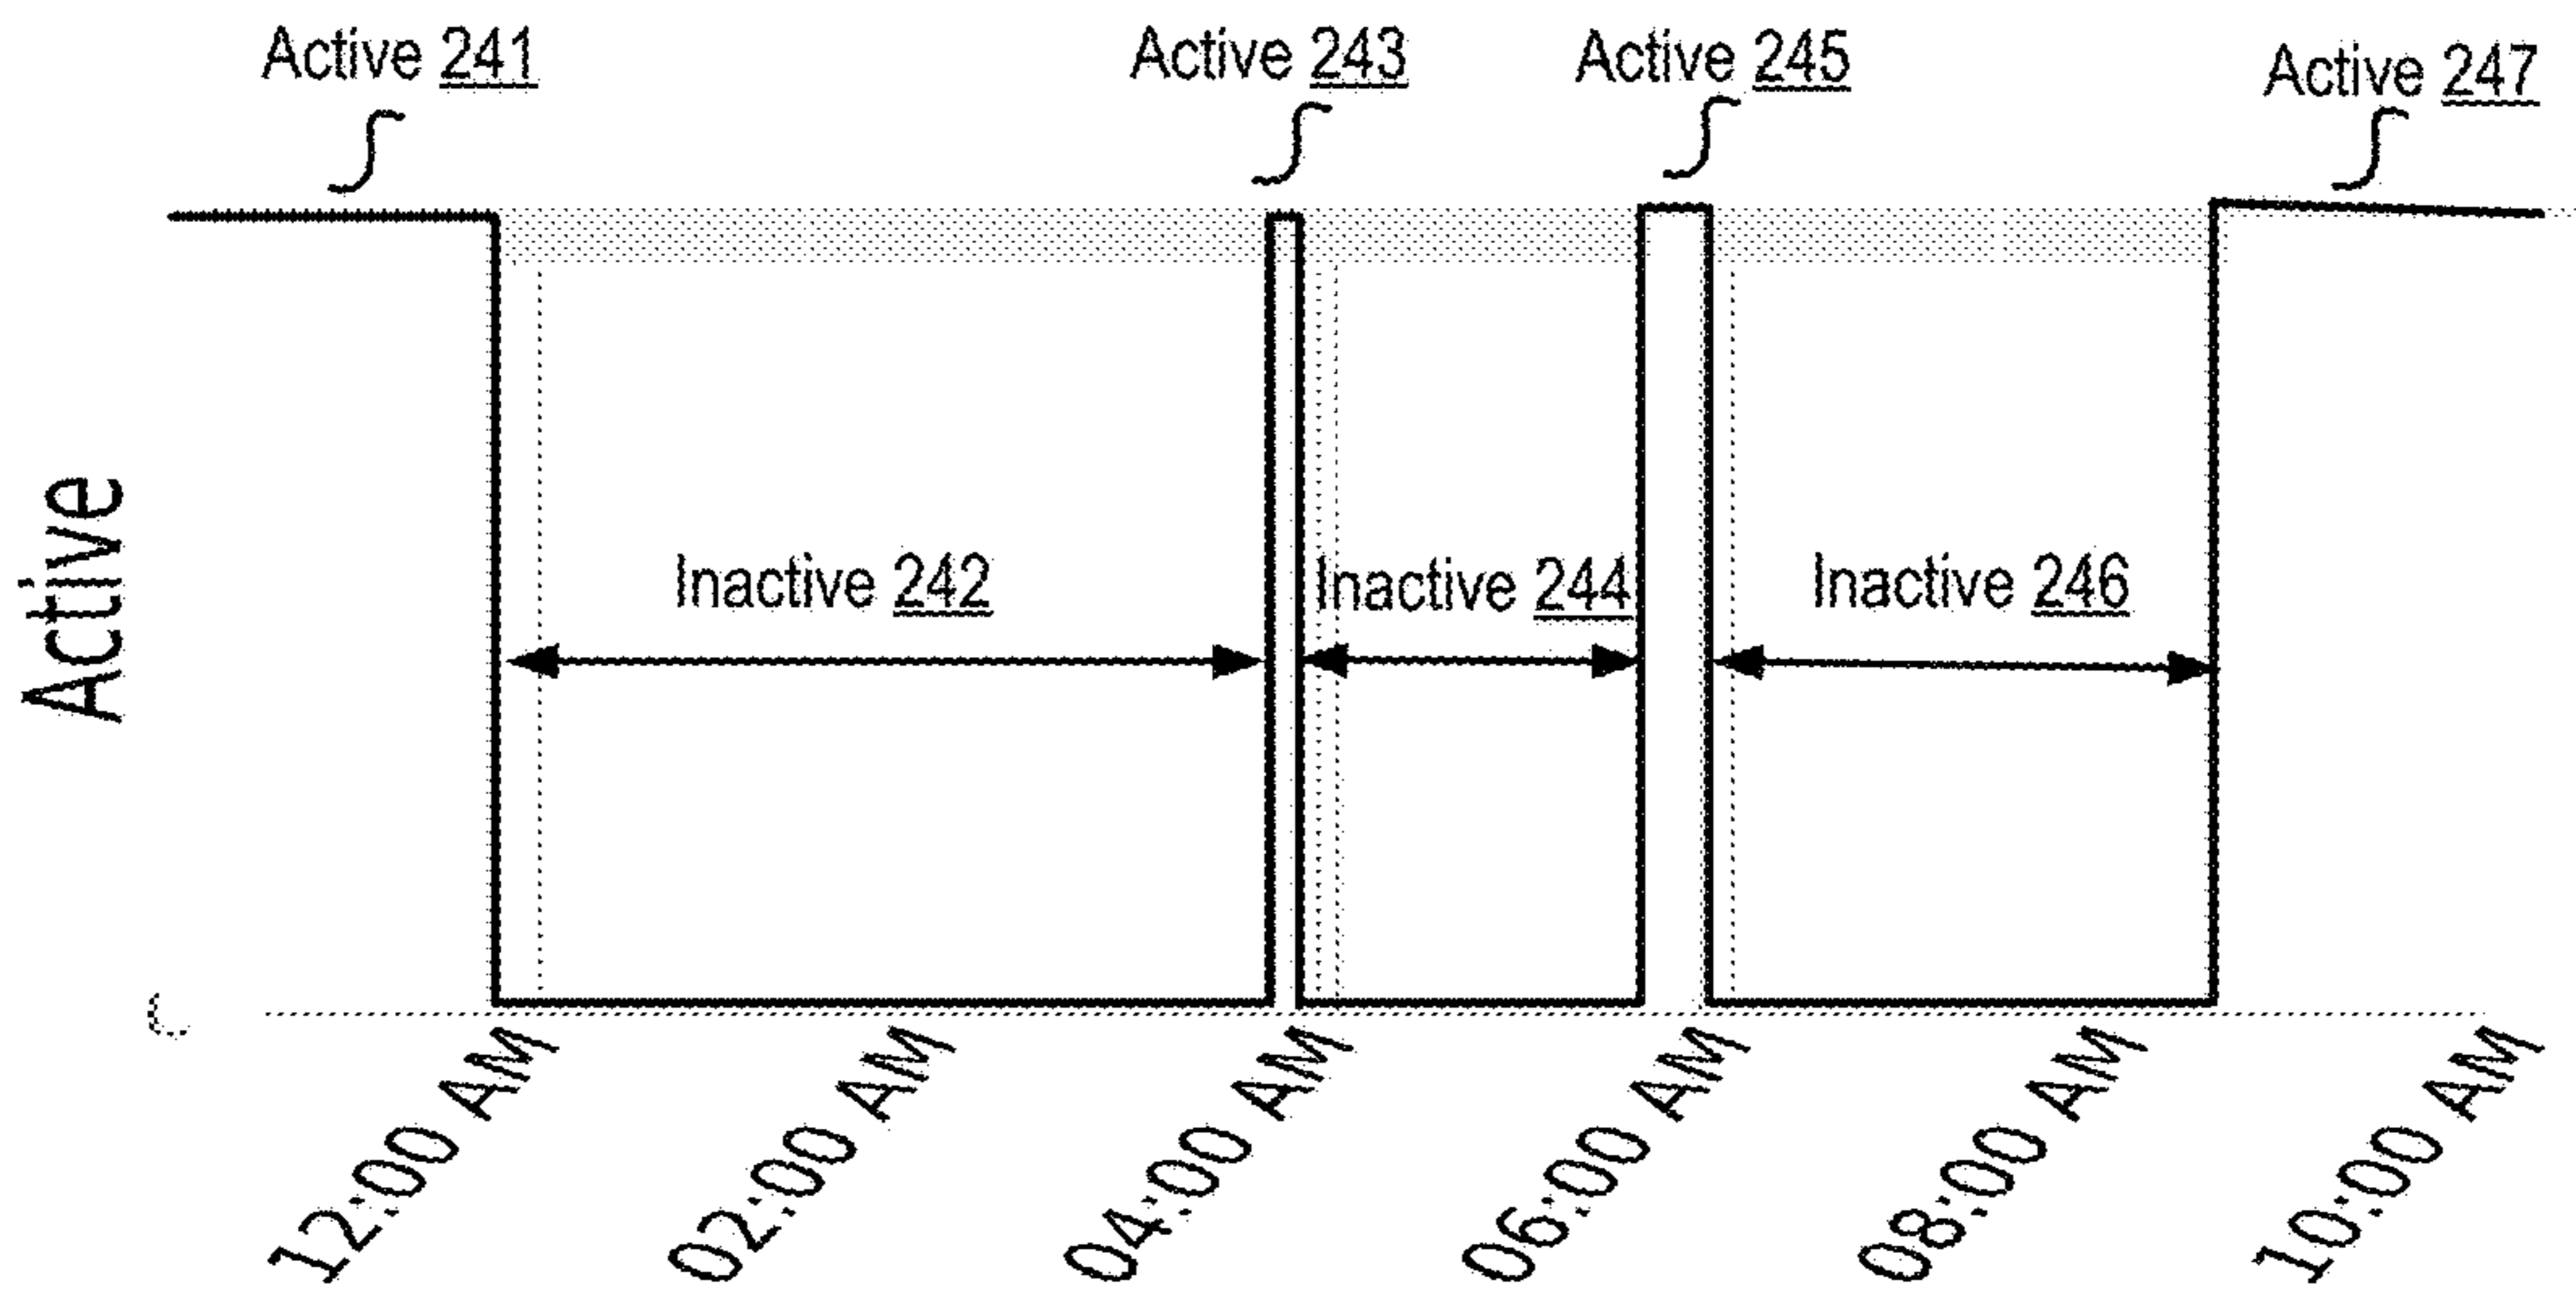 Active 241
Active 243
Active 245
Active 247
Active
Inactive 242
Inactive 244
Inactive 246
12:00 AM
02:00 AM
04:00 AM
06:00 AM
08:00 AM
10:00 AM